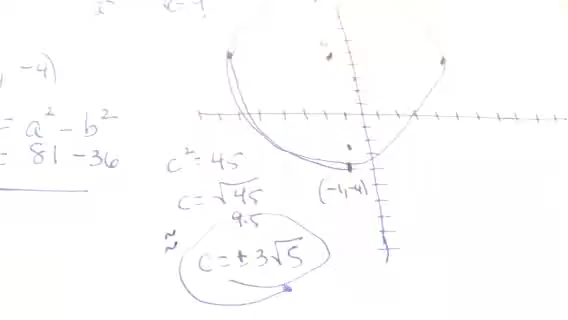 , -4)
= a² - b²
= 81 - 36
c² = 45
c = √45
9·5
c = ± 3√5
(-1,-4)